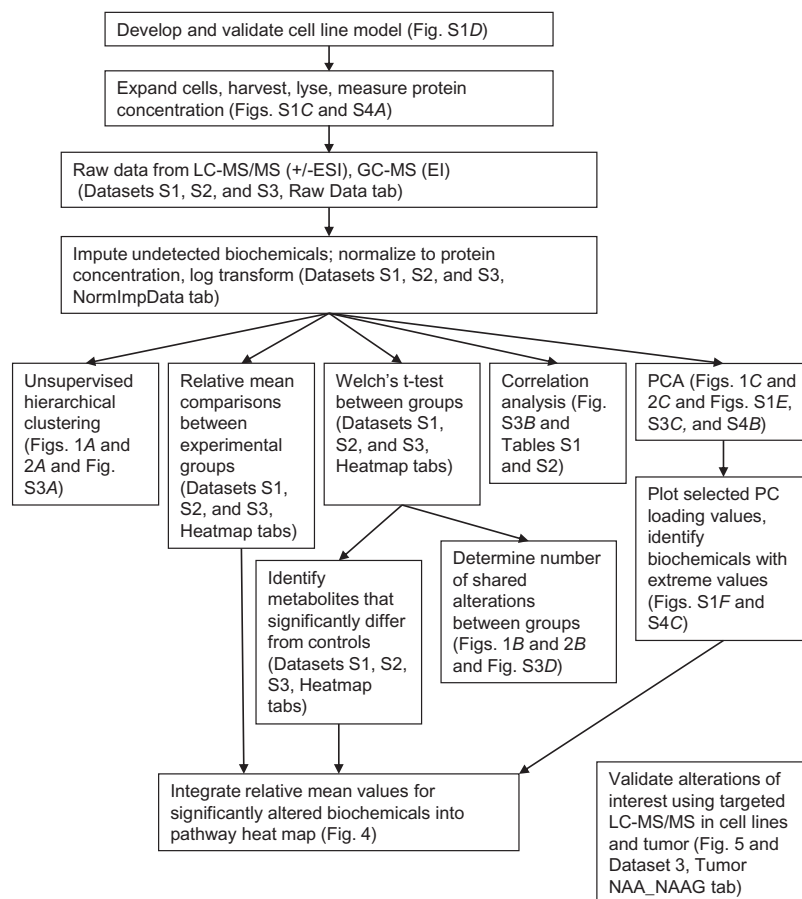 Develop and validate cell line model (Fig. S1D)
Expand cells, harvest, lyse, measure protein
concentration (Figs. S1C and S4A)
Raw data from LC-MS/MS (+/-ESI), GC-MS (EI)
(Datasets S1, S2, and S3, Raw Data tab)
Impute undetected biochemicals; normalize to protein
concentration, log transform (Datasets S1, S2, and S3,
NormImpData tab)
Unsupervised
hierarchical
clustering
(Figs. 1A and
2A and Fig.
S3A)
Relative mean
comparisons
between
experimental
groups
(Datasets S1,
S2, and S3,
Heatmap tabs)
Welch's t-test
between groups
(Datasets S1,
S2, and S3,
Heatmap tabs)
Correlation
analysis (Fig.
S3B and
Tables S1
and S2)
PCA (Figs. 1C and
2C and Figs. S1E,
S3C, and S4B)
Plot selected PC
loading values,
identify
biochemicals with
extreme values
(Figs. S1F and
S4C)
Identify
metabolites that
significantly differ
from controls
(Datasets S1, S2,
S3, Heatmap
tabs)
Determine number
of shared
alterations
between groups
(Figs. 1B and 2B
and Fig. S3D)
Integrate relative mean values for
significantly altered biochemicals into
pathway heat map (Fig. 4)
Validate alterations of
interest using targeted
LC-MS/MS in cell lines
and tumor (Fig. 5 and
Dataset 3, Tumor
NAA_NAAG tab)